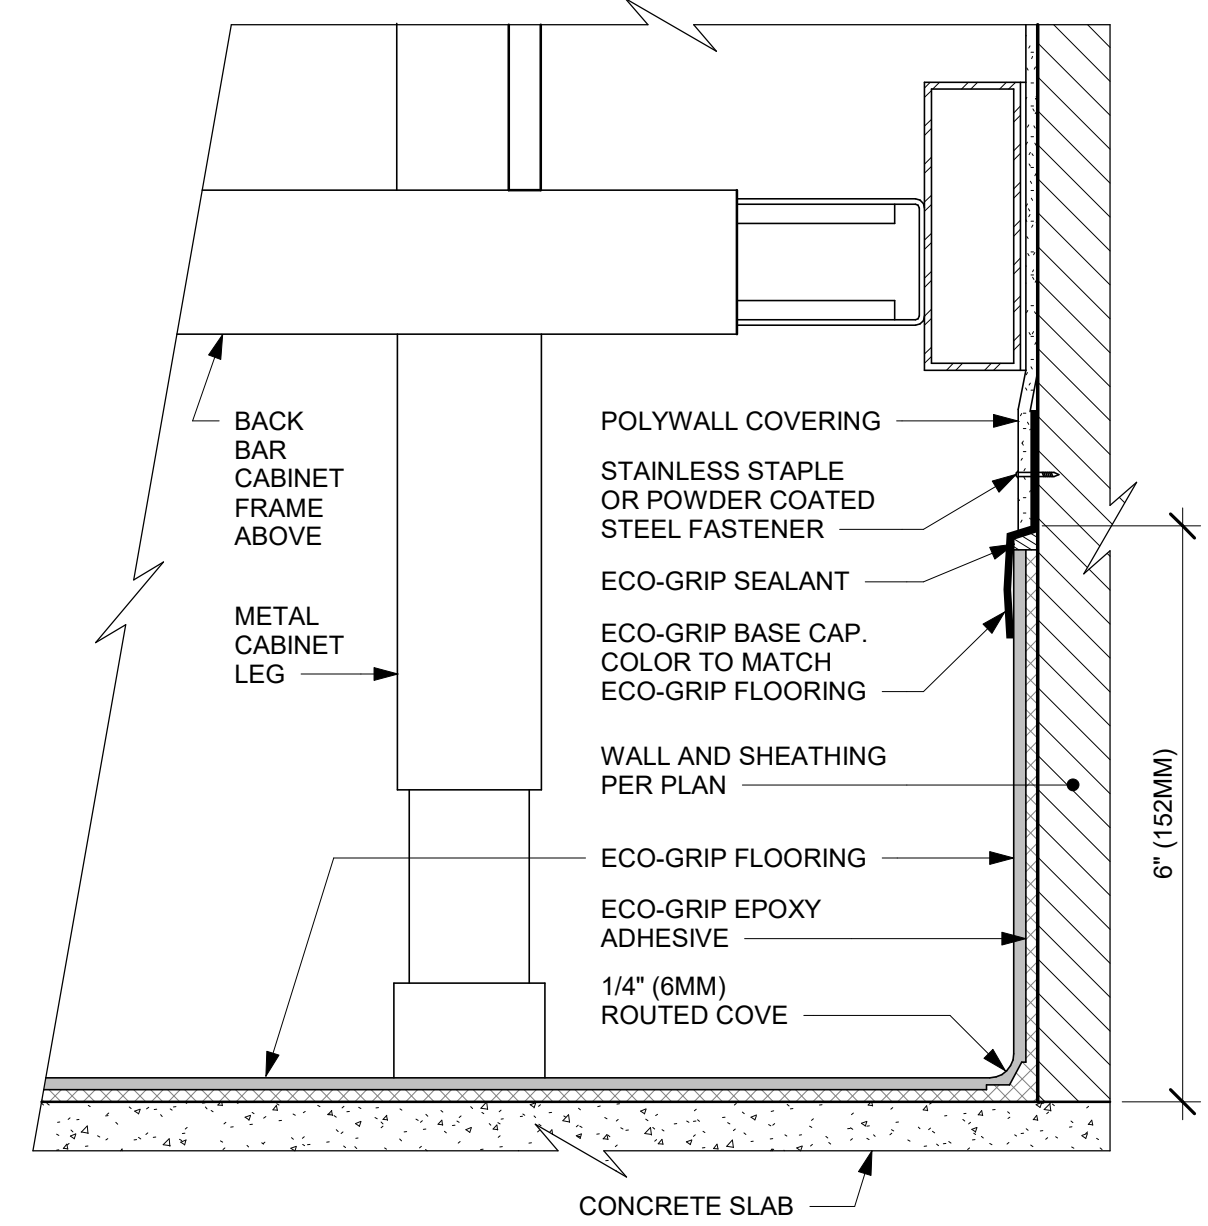 BACK
BAR
CABINET
FRAME
ABOVE
METAL
CABINET
LEG
POLYWALL COVERING
STAINLESS STAPLE
OR POWDER COATED
STEEL FASTENER
ECO-GRIP SEALANT
ECO-GRIP BASE CAP.
COLOR TO MATCH
ECO-GRIP FLOORING
WALL AND SHEATHING
PER PLAN
ECO-GRIP FLOORING
ECO-GRIP EPOXY
ADHESIVE
1/4" (6MM)
ROUTED COVE
6" (152MM)
CONCRETE SLAB